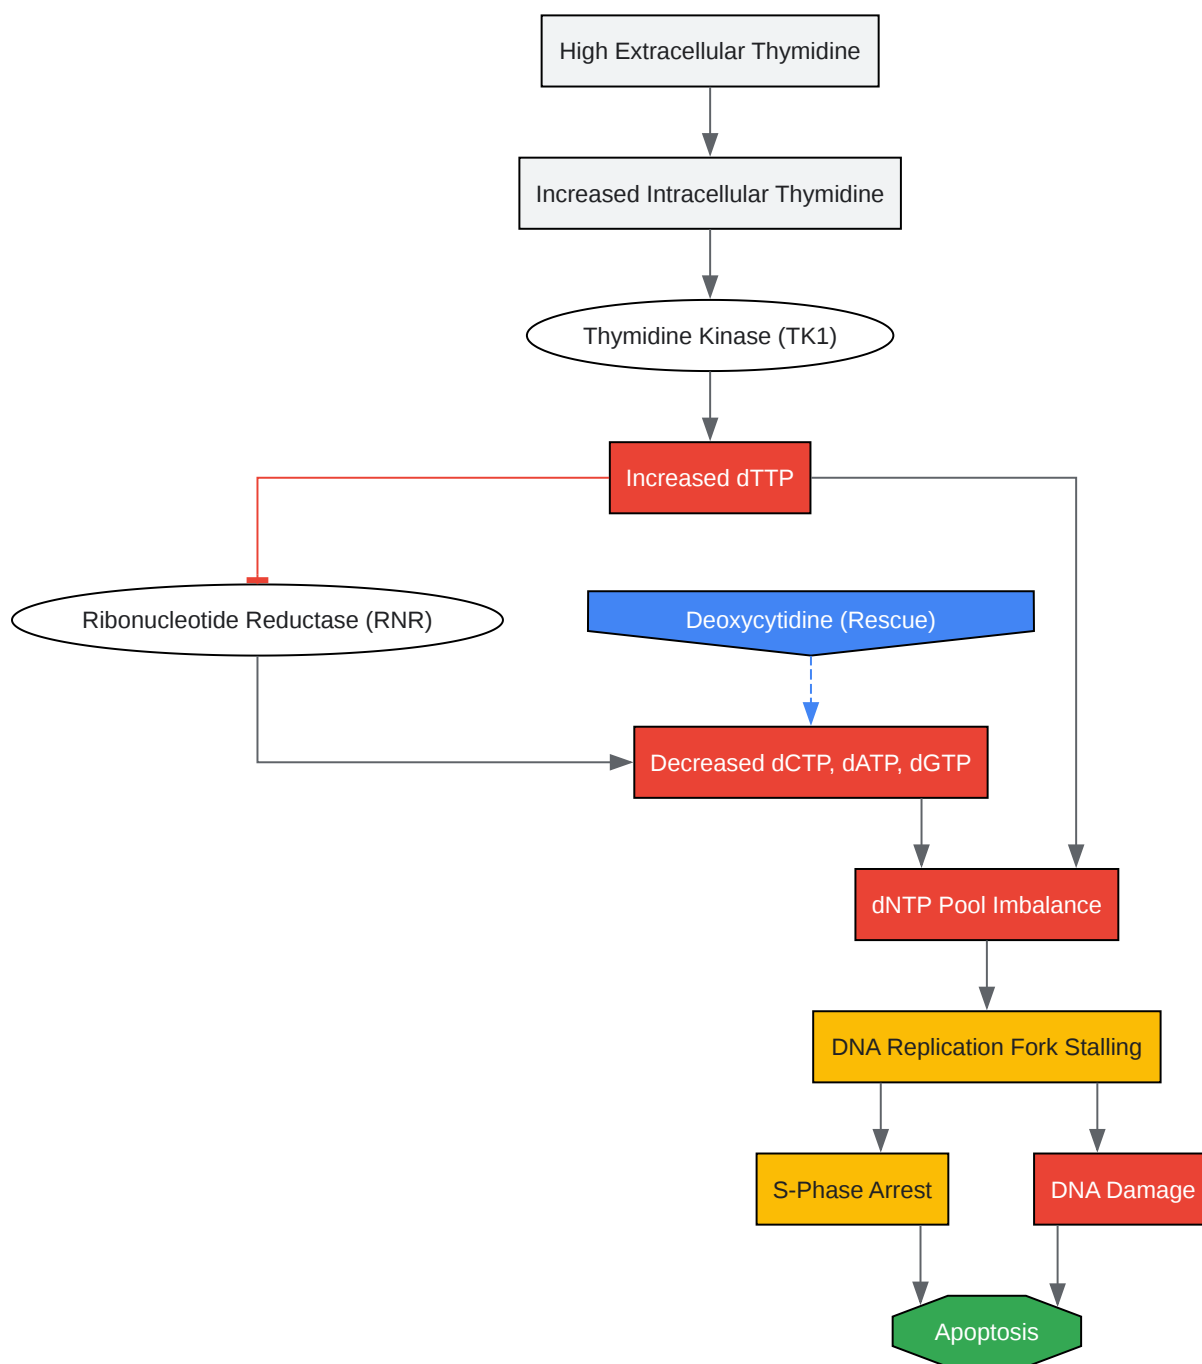 High Extracellular Thymidine
Increased Intracellular Thymidine
Thymidine Kinase (TK1)
Increased dTTP
Ribonucleotide Reductase (RNR)
Deoxycytidine (Rescue)
Decreased dCTP, dATP, dGTP
dNTP Pool Imbalance
DNA Replication Fork Stalling
S-Phase Arrest
DNA Damage
Apoptosis